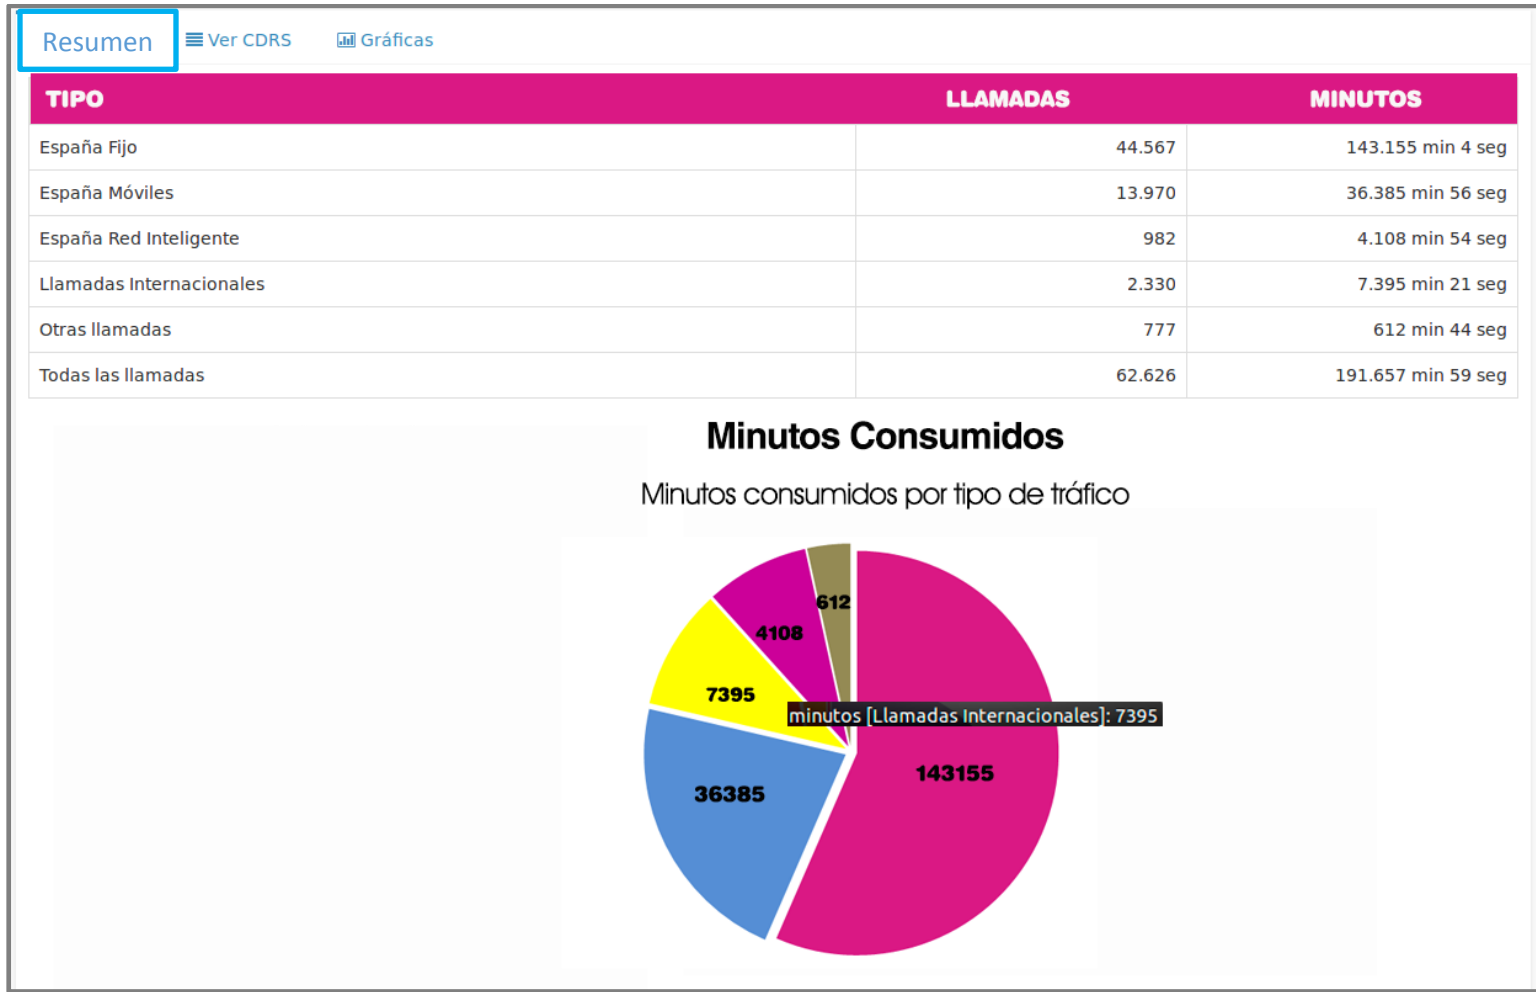 Resumen Ver CDRS Gráficas
TIPO LLAMADAS MINUTOS
España Fijo 44.567 143.155 min 4 seg
España Móviles 13.970 36.385 min 56 seg
España Red Inteligente 982 4.108 min 54 seg
Llamadas Internacionales 2.330 7.395 min 21 seg
Otras llamadas 777 612 min 44 seg
Todas las llamadas 62.626 191.657 min 59 seg
Minutos Consumidos
Minutos consumidos por tipo de tráfico
612
4108
7395
minutos [Llamadas Internacionales]: 7395
143155
36385